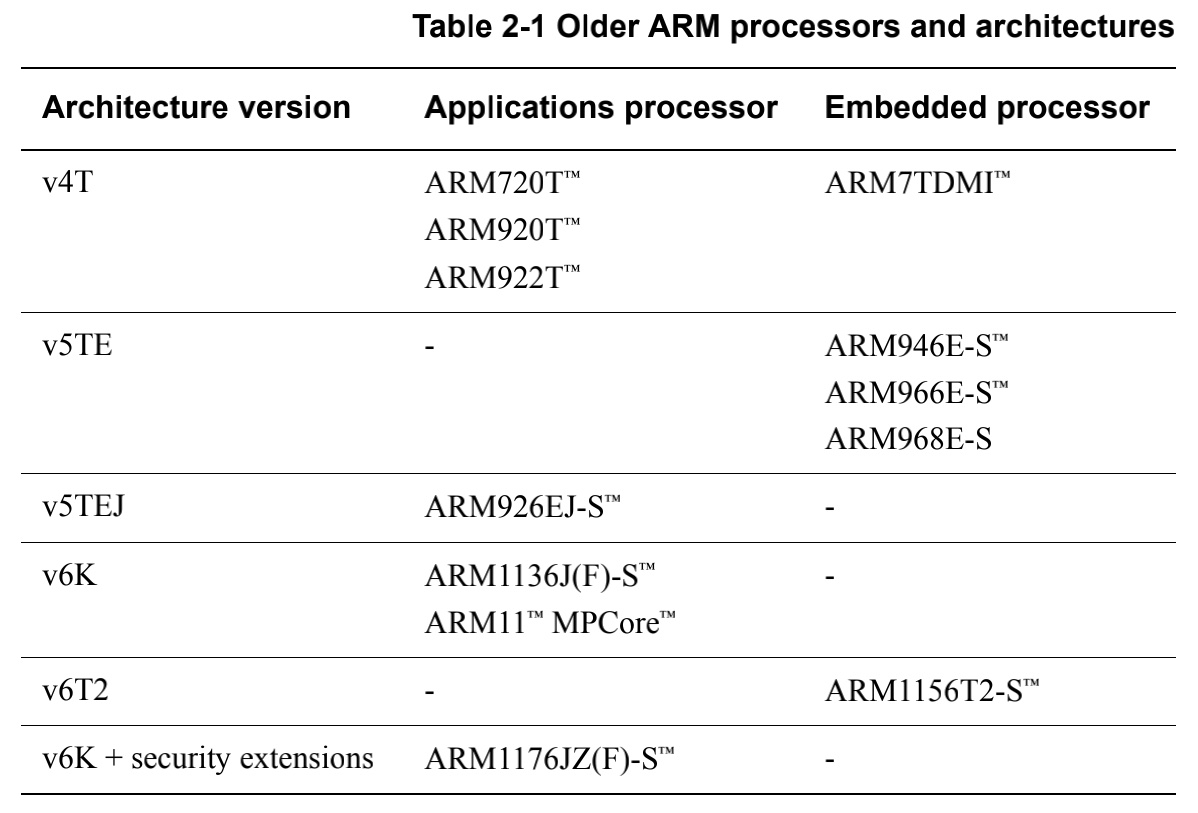 Table 2-1 Older ARM processors and architectures
Architecture version Applications processor Embedded processor
v4T ARM720T™ ARM7TDMI™
ARM920T™
ARM922T™
v5TE - ARM946E-S™
ARM966E-S™
ARM968E-S
v5TEJ ARM926EJ-S™ -
v6K ARM1136J(F)-S™ -
ARM11™ MPCore™
v6T2 - ARM1156T2-S™
v6K + security extensions ARM1176JZ(F)-S™ -